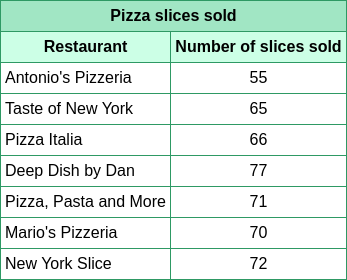 Pizza slices sold
Restaurant Number of slices sold
Antonio's Pizzeria 55
Taste of New York 65
Pizza Italia 66
Deep Dish by Dan 77
Pizza, Pasta and More 71
Mario's Pizzeria 70
New York Slice 72